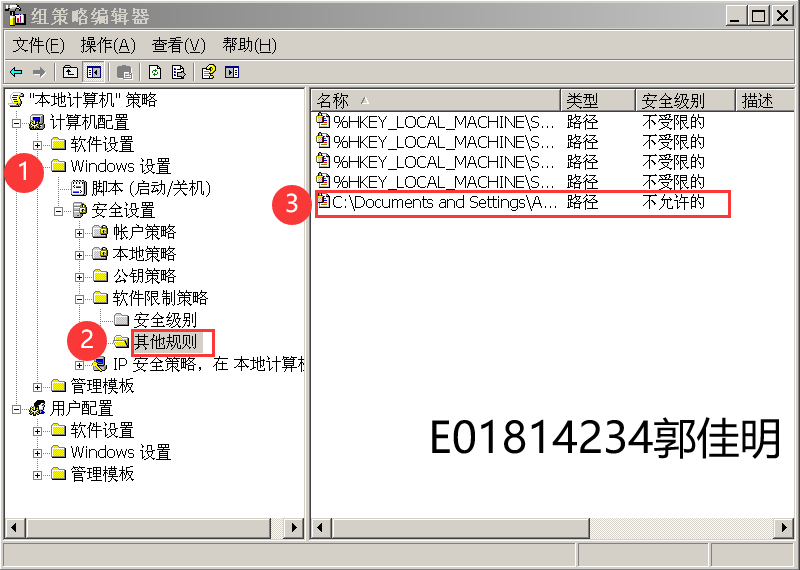 组策略编辑器
文件(F) 操作(A) 查看(V) 帮助(H)
"本地计算机" 策略
计算机配置
软件设置
1
Windows 设置
脚本 (启动/关机)
安全设置
帐户策略
本地策略
公钥策略
软件限制策略
安全级别
2
其他规则
IP 安全策略，在 本地计算机
管理模板
用户配置
软件设置
Windows 设置
管理模板
名称 类型 安全级别 描述
%HKEY_LOCAL_MACHINE\S... 路径 不受限的
%HKEY_LOCAL_MACHINE\S... 路径 不受限的
%HKEY_LOCAL_MACHINE\S... 路径 不受限的
%HKEY_LOCAL_MACHINE\S... 路径 不受限的
3
C:\Documents and Settings\A... 路径 不允许的
E01814234郭佳明